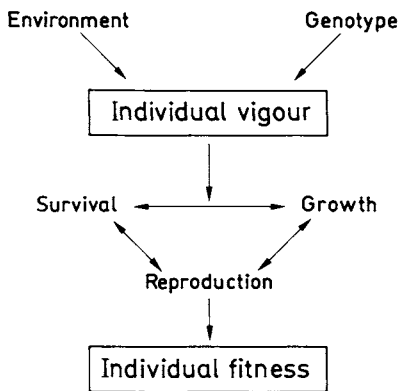 Environment Genotype
Individual vigour
Survival Growth
Reproduction
Individual fitness